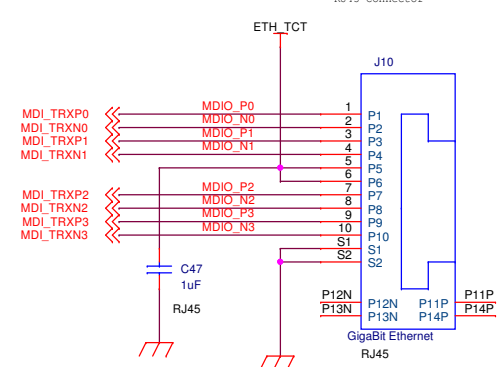 ETH_TCT
J10
MDI_TRXP0 MDIO_P0 1 P1
MDI_TRXN0 MDIO_N0 2 P2
MDI_TRXP1 MDIO_P1 3 P3
MDI_TRXN1 MDIO_N1 4 P4
5 P5
6 P6
MDI_TRXP2 MDIO_P2 7 P7
MDI_TRXN2 MDIO_N2 8 P8
MDI_TRXP3 MDIO_P3 9 P9
MDI_TRXN3 MDIO_N3 10 P10
S1 S1
S2 S2
C47
1uF
RJ45
P12N P12N P11P P11P
P13N P13N P14P P14P
GigaBit Ethernet
RJ45